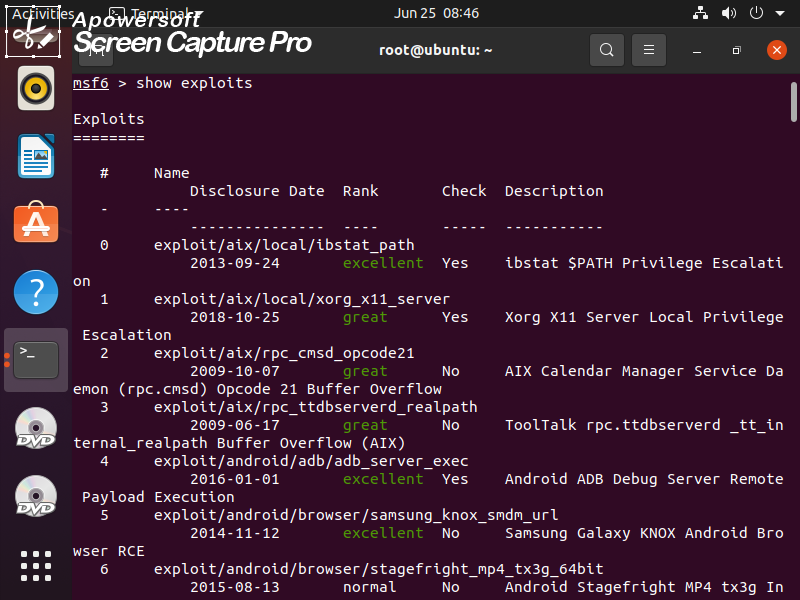 Activities
Terminal
Jun 25 08:46
Apowersoft
Screen Capture Pro
root@ubuntu: ~
msf6 > show exploits
Exploits
========
# Name
Disclosure Date Rank Check Description
- ----
--------------- ---- ----- -----------
0 exploit/aix/local/ibstat_path
2013-09-24 excellent Yes ibstat $PATH Privilege Escalati
on
1 exploit/aix/local/xorg_x11_server
2018-10-25 great Yes Xorg X11 Server Local Privilege
Escalation
2 exploit/aix/rpc_cmsd_opcode21
2009-10-07 great No AIX Calendar Manager Service Da
emon (rpc.cmsd) Opcode 21 Buffer Overflow
3 exploit/aix/rpc_ttdbserverd_realpath
2009-06-17 great No ToolTalk rpc.ttdbserverd _tt_in
ternal_realpath Buffer Overflow (AIX)
4 exploit/android/adb/adb_server_exec
2016-01-01 excellent Yes Android ADB Debug Server Remote
Payload Execution
5 exploit/android/browser/samsung_knox_smdm_url
2014-11-12 excellent No Samsung Galaxy KNOX Android Bro
wser RCE
6 exploit/android/browser/stagefright_mp4_tx3g_64bit
2015-08-13 normal No Android Stagefright MP4 tx3g In
>_
DVD
DVD